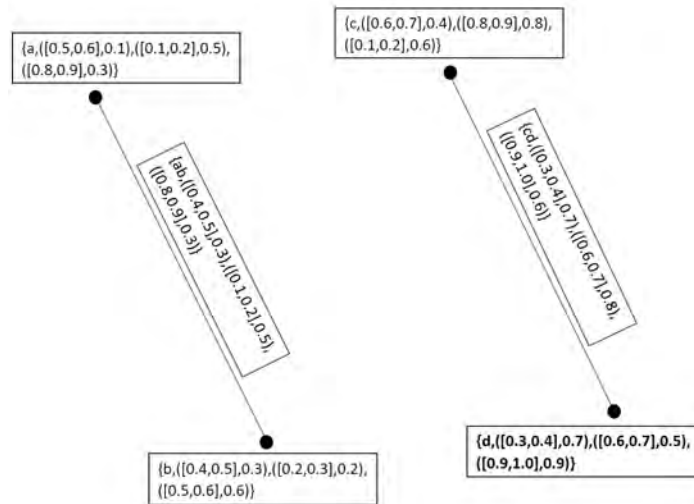 {a,([0.5,0.6],0.1),([0.1,0.2],0.5),
([0.8,0.9],0.3)}
{c,([0.6,0.7],0.4),([0.8,0.9],0.8),
([0.1,0.2],0.6)}
{ab,([0.4,0.5],0.3),([0.1,0.2],0.5),
([0.8,0.9],0.3)}
{cd,([0.3,0.4],0.7),([0.6,0.7],0.8),
([0.9,1.0],0.6)}
{b,([0.4,0.5],0.3),([0.2,0.3],0.2),
([0.5,0.6],0.6)}
{d,([0.3,0.4],0.7),([0.6,0.7],0.5),
([0.9,1.0],0.9)}